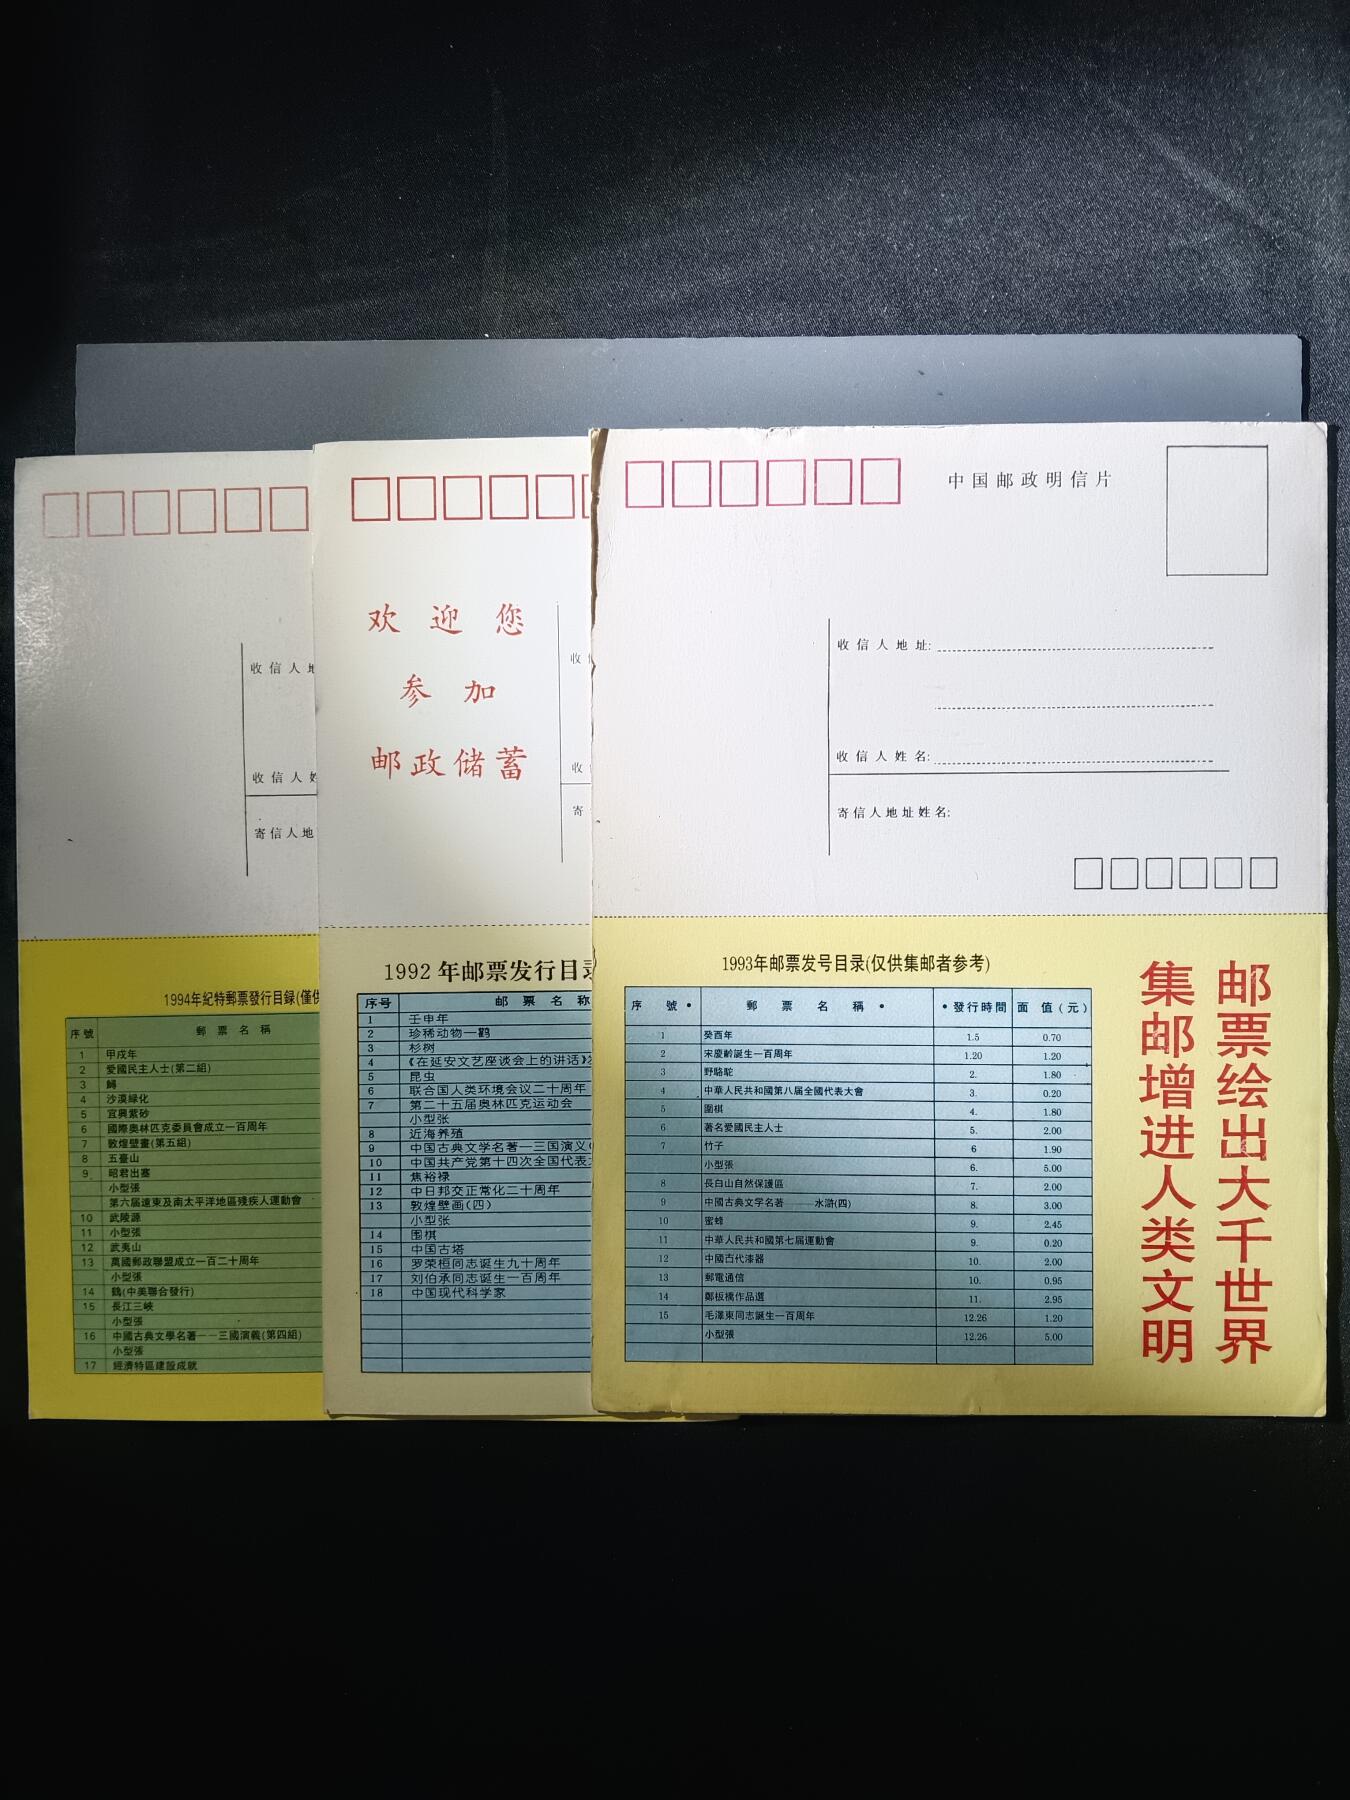 收信人地
收信人姓
寄信人地
1994年紀特郵票發行目録(僅供
序號 郵票名稱
1 甲戌年
2 愛國民主人士(第二組)
3 鱘
4 沙漠緑化
5 宜興紫砂
6 國際奥林匹克委員會成立一百周年
7 敦煌壁畫(第五組)
8 五臺山
9 昭君出塞
小型張
第六届遠東及南太平洋地區殘疾人運動會
10 武陵源
11 小型張
12 武夷山
13 萬國郵政聯盟成立一百二十周年
小型張
14 鶴(中美聯合發行)
15 長江三峽
小型張
16 中國古典文學名著——三國演義(第四組)
小型張
17 經濟特區建設成就
欢迎您
参加
邮政储蓄
收
收
寄
1992年邮票发行目录
序号 邮票名称
1 壬申年
2 珍稀动物—鹳
3 杉树
4 《在延安文艺座谈会上的讲话》发
5 昆虫
6 联合国人类环境会议二十周年
7 第二十五届奥林匹克运动会
小型张
8 近海养殖
9 中国古典文学名著—三国演义(
10 中国共产党第十四次全国代表
11 焦裕禄
12 中日邦交正常化二十周年
13 敦煌壁画(四)
小型张
14 围棋
15 中国古塔
16 罗荣桓同志诞生九十周年
17 刘伯承同志诞生一百周年
18 中国现代科学家
中国邮政明信片
收信人地址:
收信人姓名:
寄信人地址姓名:
1993年邮票发号目录(仅供集邮者参考)
序號• 郵票名稱• •發行時間 面值(元)
1 癸酉年 1.5 0.70
2 宋慶齡誕生一百周年 1.20 1.20
3 野駱駝 2. 1.80
4 中華人民共和國第八届全國代表大會 3. 0.20
5 圍棋 4. 1.80
6 著名愛國民主人士 5. 2.00
7 竹子 6 1.90
小型張 6. 5.00
8 長白山自然保護區 7. 2.00
9 中國古典文学名著——水滸(四) 8. 3.00
10 蜜蜂 9. 2.45
11 中華人民共和國第七届運動會 9. 0.20
12 中國古代漆器 10. 2.00
13 郵電通信 10. 0.95
14 鄭板橋作品選 11. 2.95
15 毛澤東同志誕生一百周年 12.26 1.20
小型張 12.26 5.00
邮票绘出大千世界
集邮增进人类文明